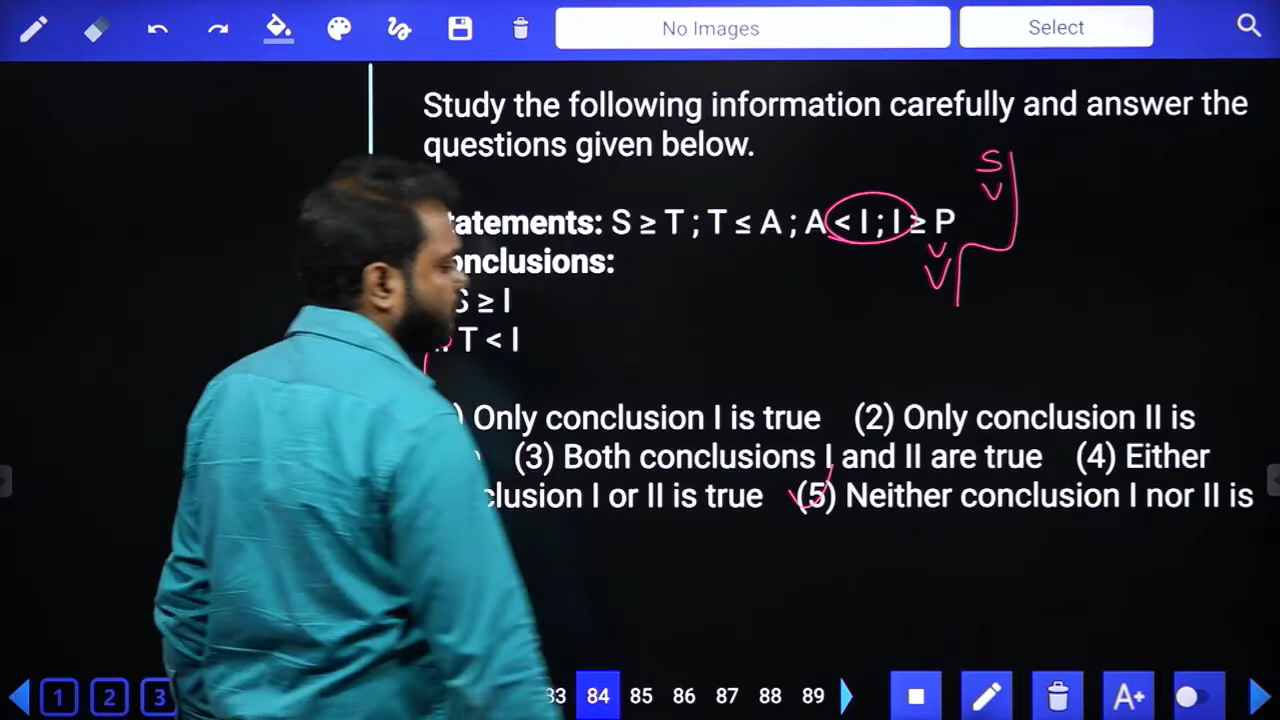 No Images
Select
Study the following information carefully and answer the
questions given below.
S
V
tatements: S ≥ T ; T ≤ A ; A < I ; I ≥ P
V
V
onclusions:
S ≥ I
T < I
) Only conclusion I is true (2) Only conclusion II is
(3) Both conclusions I and II are true (4) Either
clusion I or II is true (5) Neither conclusion I nor II is
1 2 3 33 84 85 86 87 88 89 A+